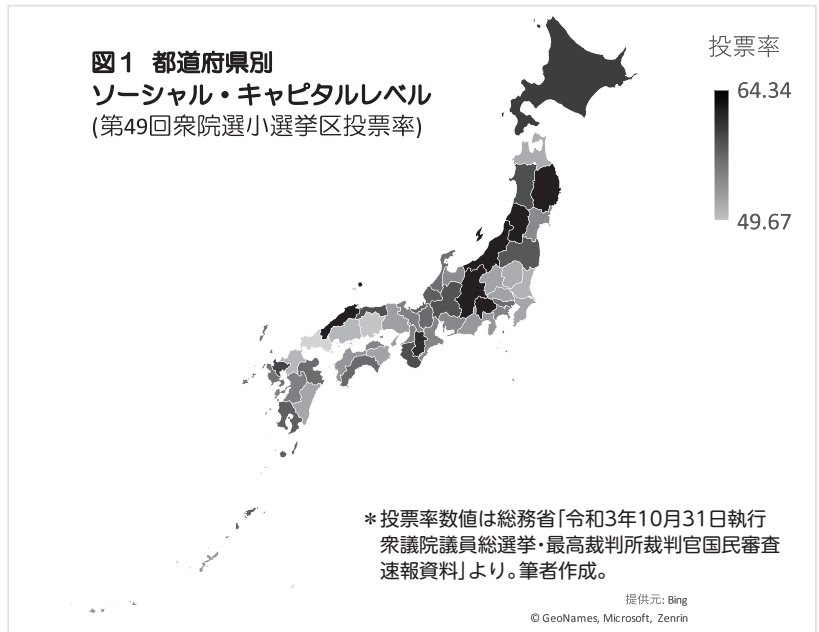 図1 都道府県別
ソーシャル・キャピタルレベル
(第49回衆院選小選挙区投票率)
投票率
64.34
49.67
＊投票率数値は総務省「令和3年10月31日執行
衆議院議員総選挙・最高裁判所裁判官国民審査
速報資料」より。筆者作成。
提供元: Bing
© GeoNames, Microsoft, Zenrin